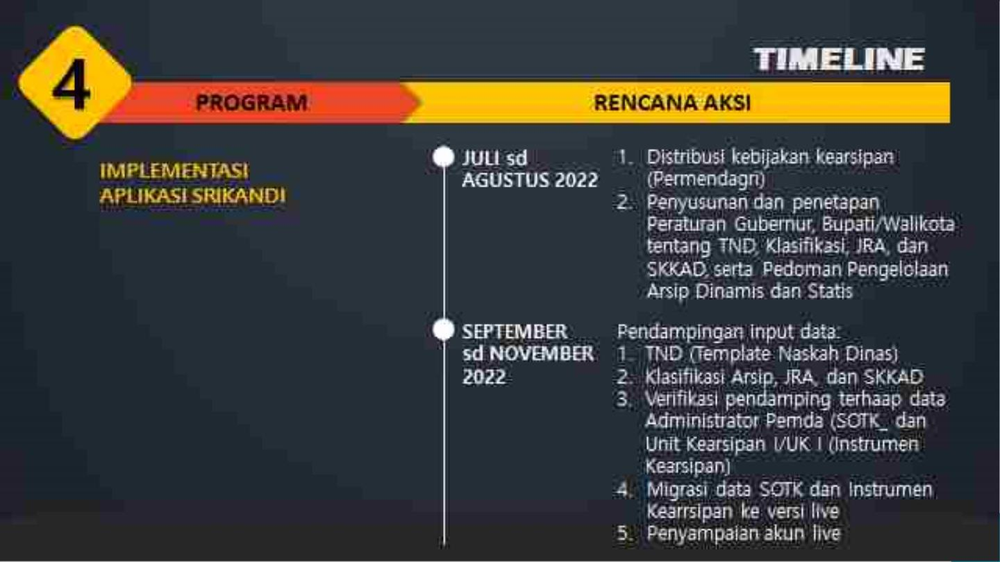 4
TIMELINE
PROGRAM
RENCANA AKSI
IMPLEMENTASI
APLIKASI SRIKANDI
JULI sd
AGUSTUS 2022
1. Distribusi kebijakan kearsipan
(Permendagri)
2. Penyusunan dan penetapan
Peraturan Gubernur, Bupati/Walikota
tentang TND, Klasifikasi, JRA, dan
SKKAD, serta Pedoman Pengelolaan
Arsip Dinamis dan Statis
SEPTEMBER
sd NOVEMBER
2022
Pendampingan input data:
1. TND (Template Naskah Dinas)
2. Klasifikasi Arsip, JRA, dan SKKAD
3. Verifikasi pendamping terhaap data
Administrator Pemda (SOTK_ dan
Unit Kearsipan I/UK I (Instrumen
Kearsipan)
4. Migrasi data SOTK dan Instrumen
Kearrsipan ke versi live
5. Penyampaian akun live